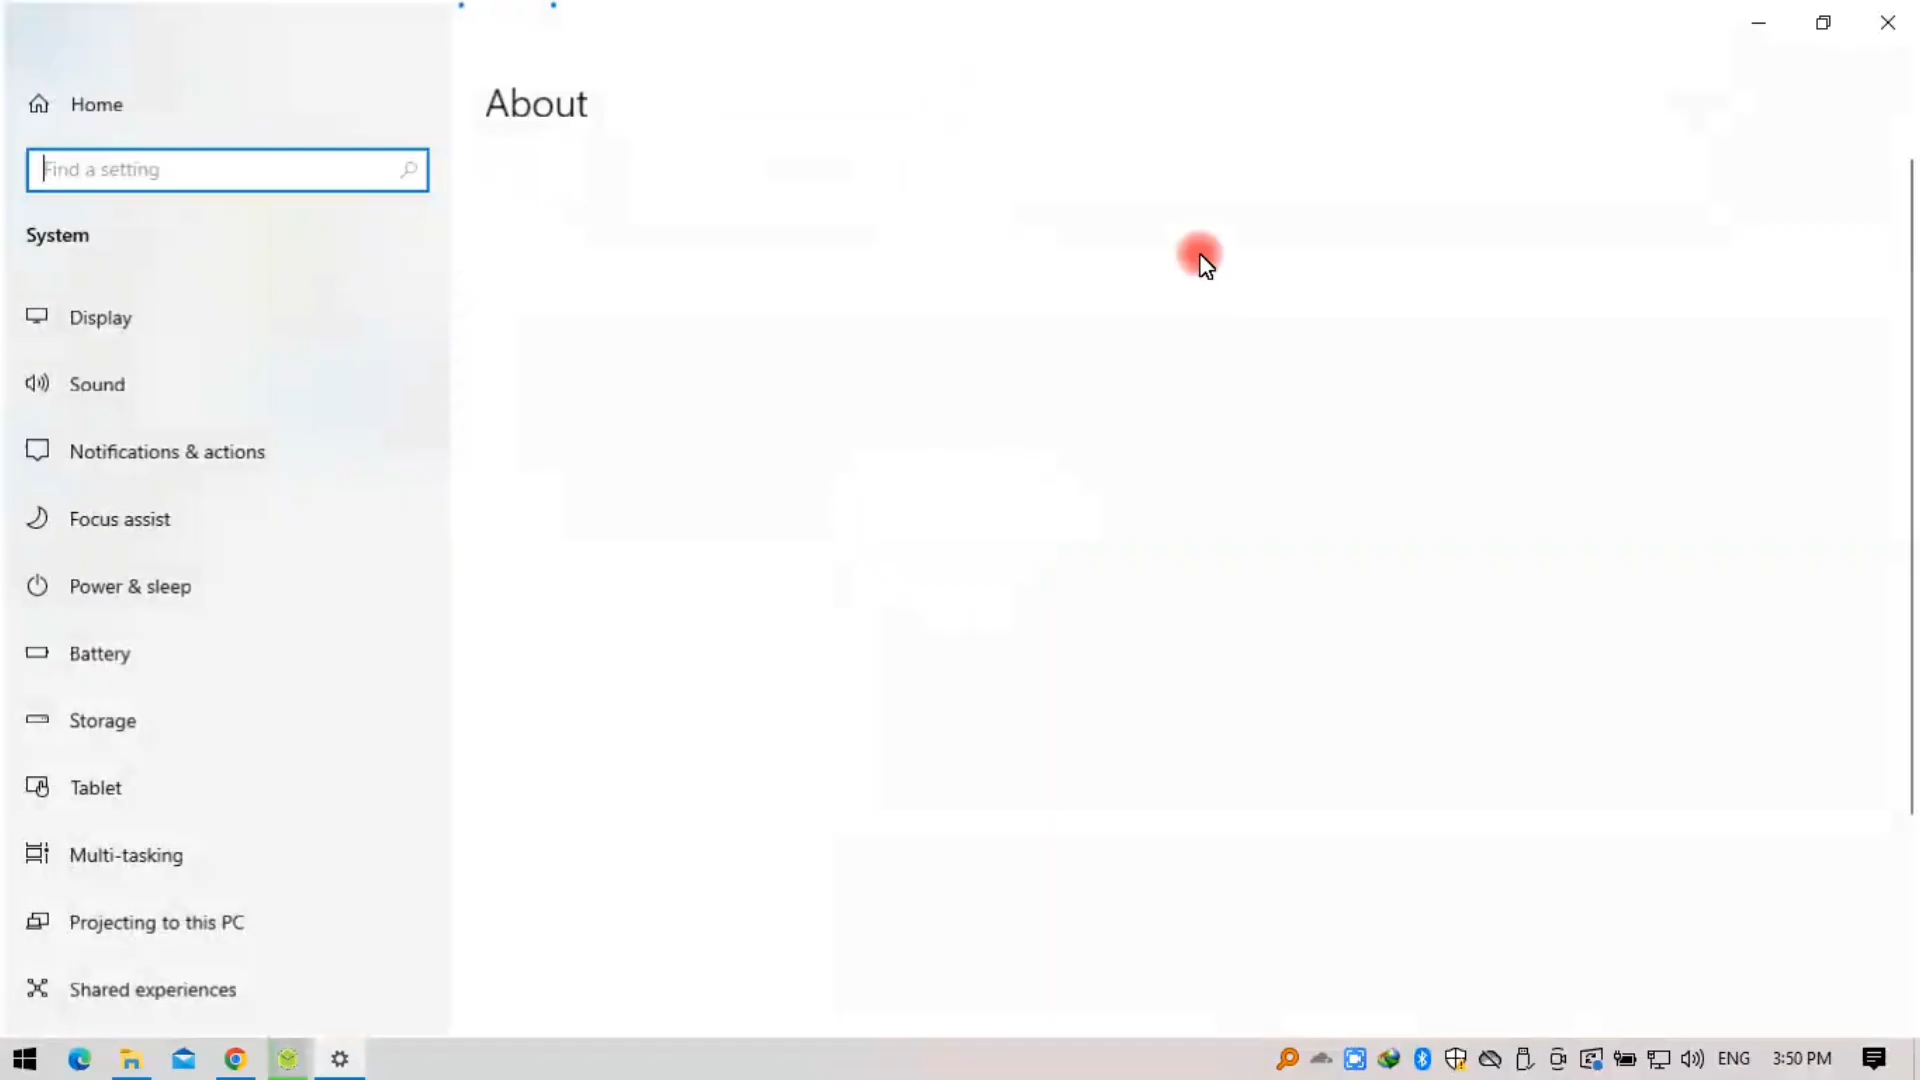 Home
About
Find a setting
System
Display
Sound
Notifications & actions
Focus assist
Power & sleep
Battery
Storage
Tablet
Multi-tasking
Projecting to this PC
Shared experiences
ENG 3:50 PM